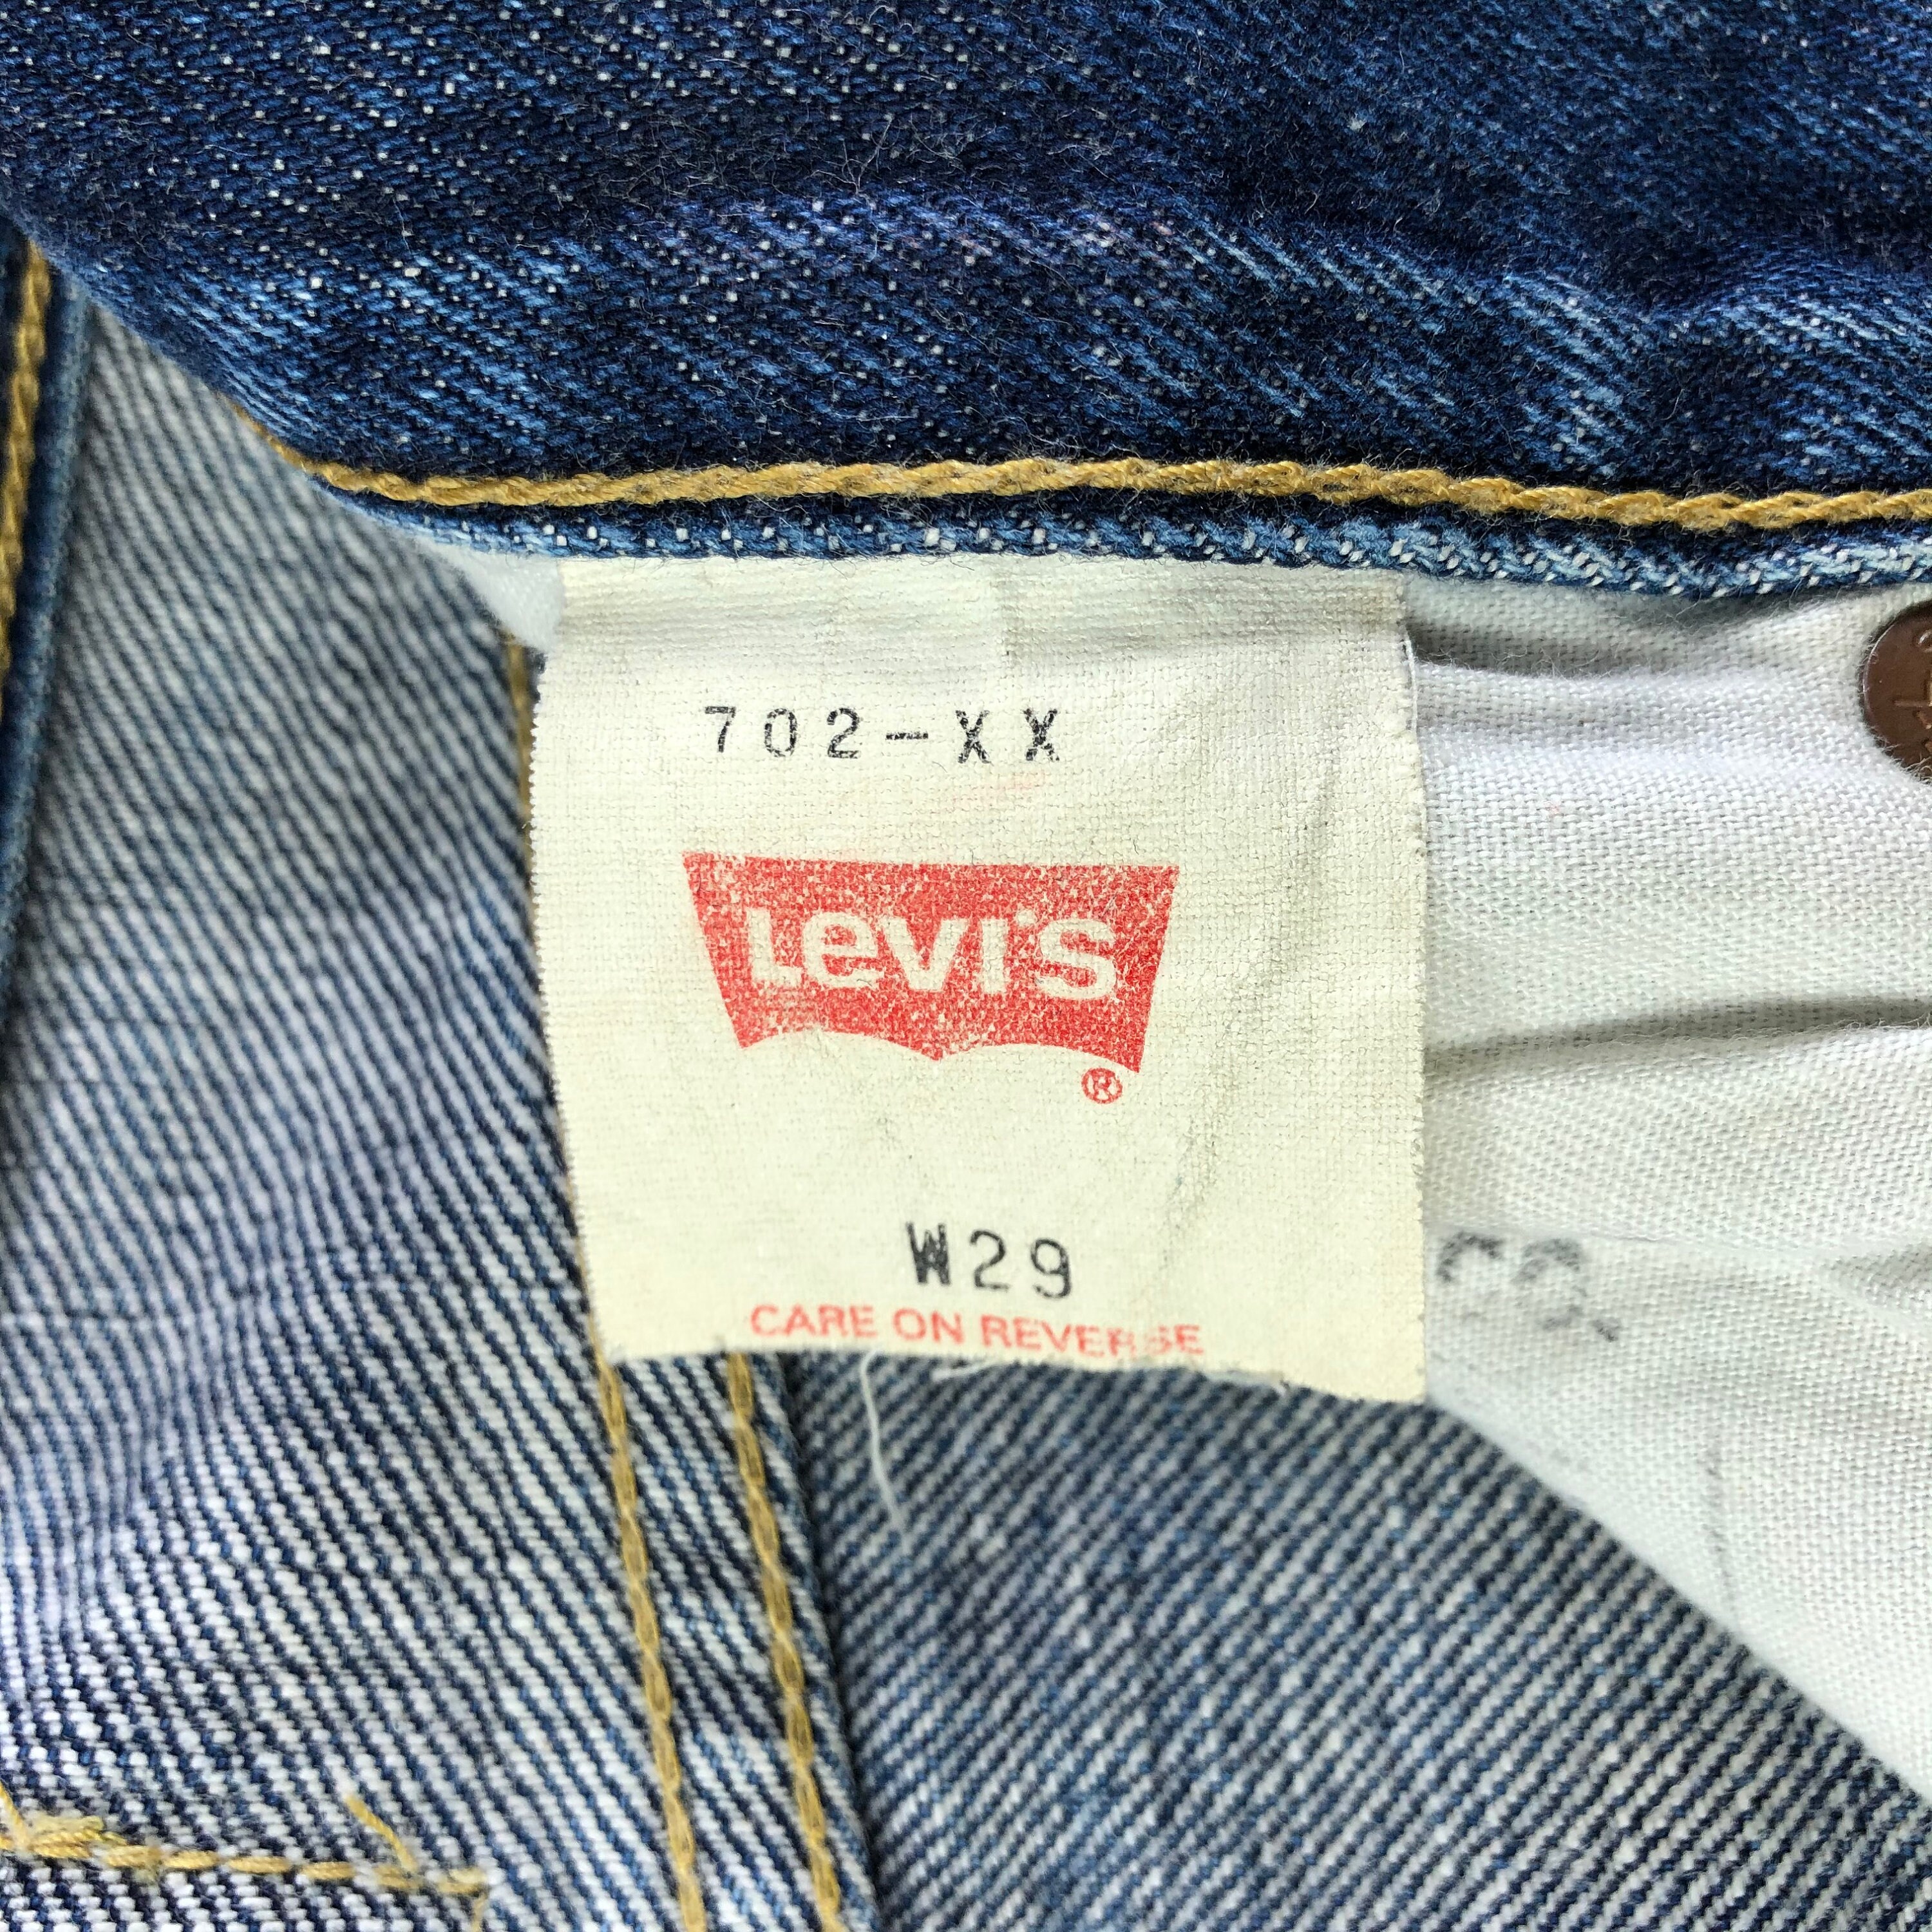 702-XX
Levi's
®
W29
CARE ON REVERSE